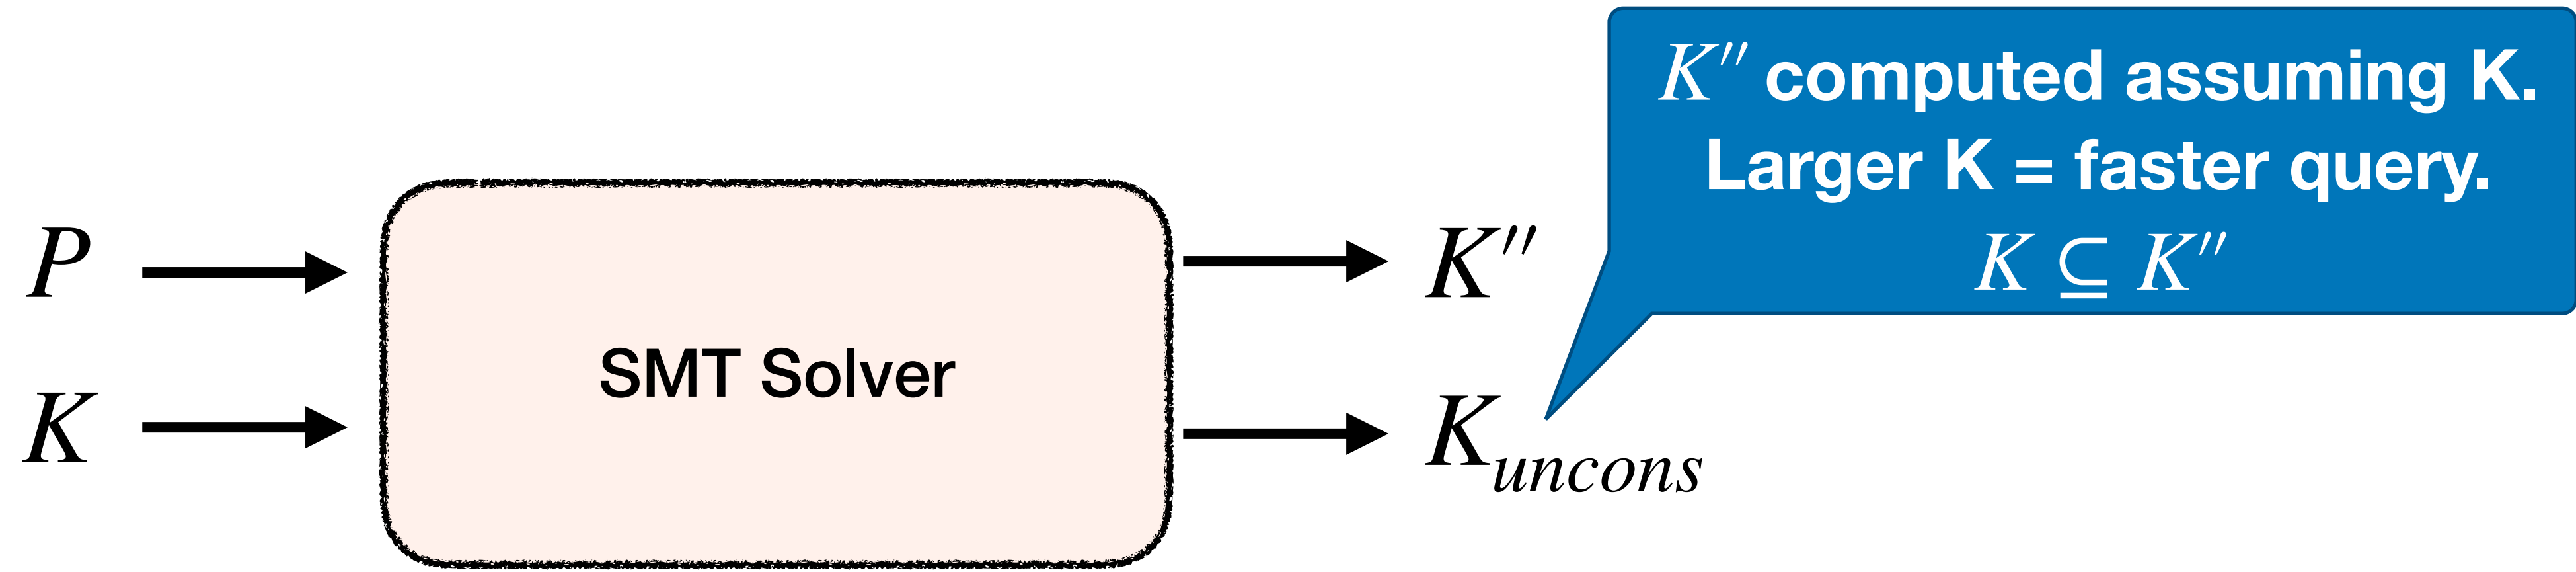 K″ computed assuming K.
Larger K = faster query.
K ⊆ K″
P
K
SMT Solver
K″
K_uncons